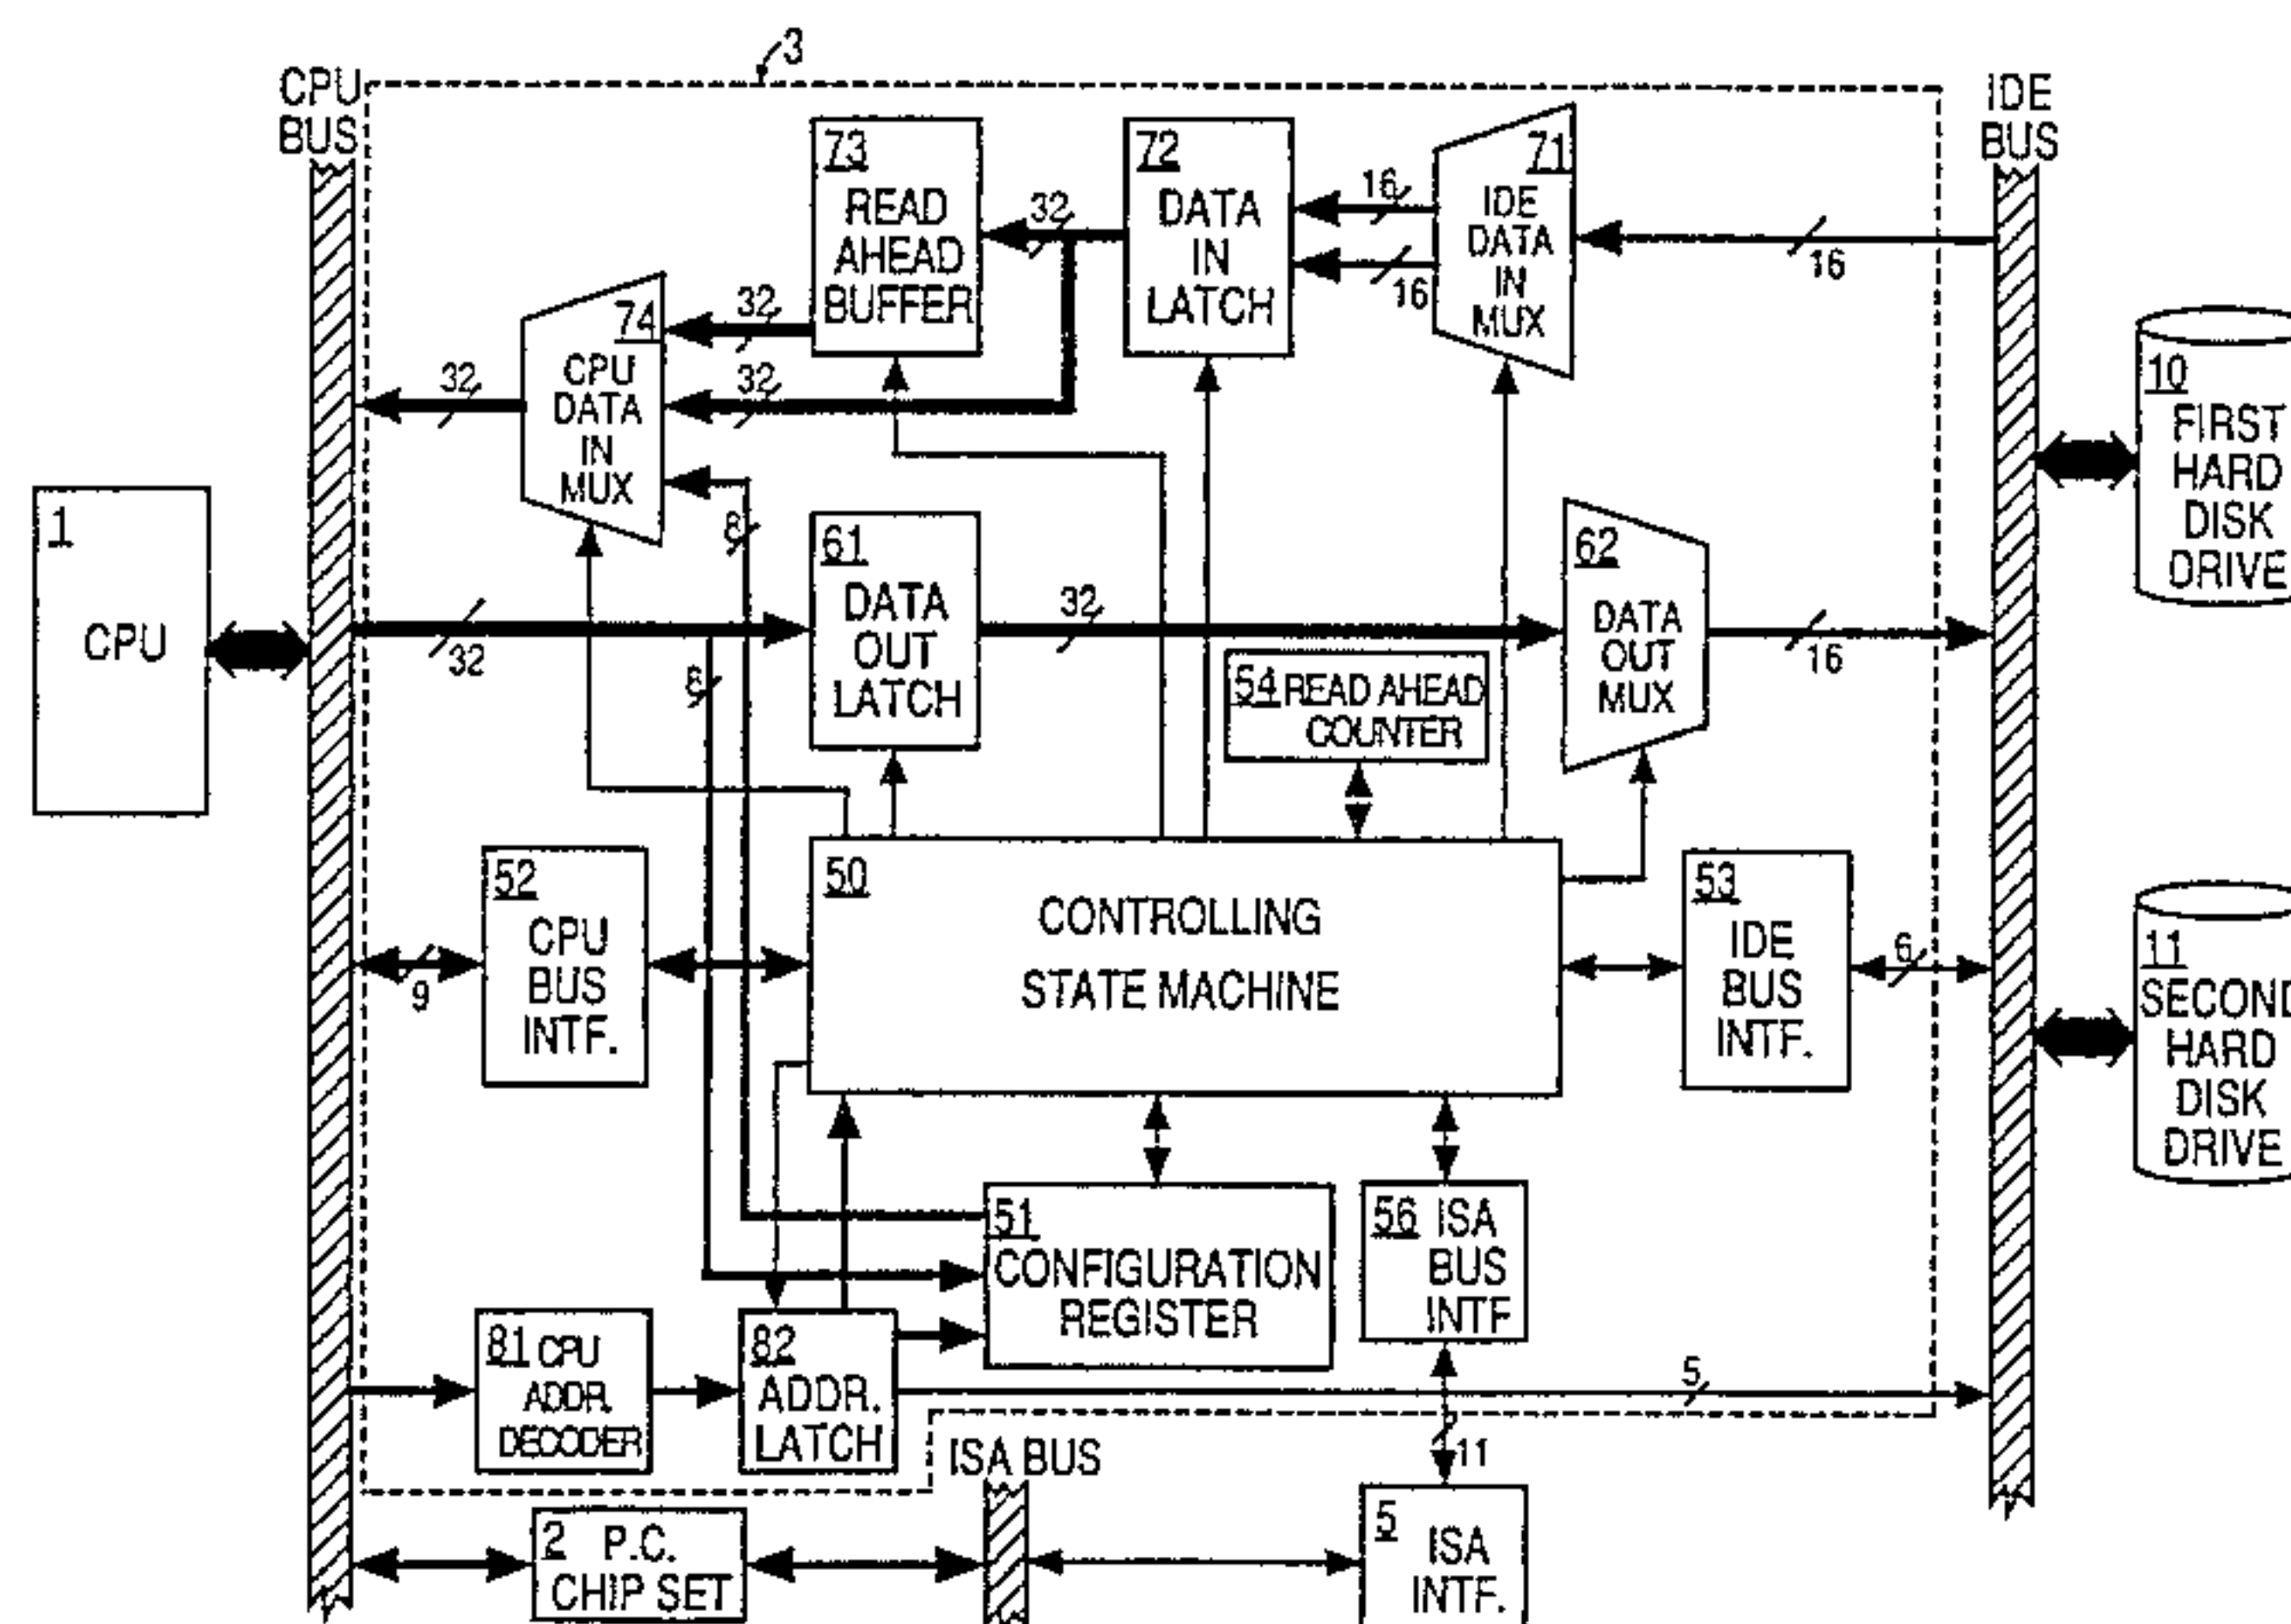 3
CPU
BUS
IDE
BUS
73
READ
AHEAD
BUFFER
72
DATA
IN
LATCH
71
IDE
DATA
IN
MUX
32
16
16
16
74
CPU
DATA
IN
MUX
32
32
32
8
10
FIRST
HARD
DISK
DRIVE
1
CPU
61
DATA
OUT
LATCH
62
DATA
OUT
MUX
32
32
16
8
54 READ AHEAD
COUNTER
52
CPU
BUS
INTF.
9
50
CONTROLLING
STATE MACHINE
53
IDE
BUS
INTF.
6
11
SECOND
HARD
DISK
DRIVE
51
CONFIGURATION
REGISTER
56 ISA
BUS
INTF
81 CPU
ADDR.
DECODER
82
ADDR.
LATCH
5
11
ISA BUS
2 P.C.
CHIP SET
5
ISA
INTF.